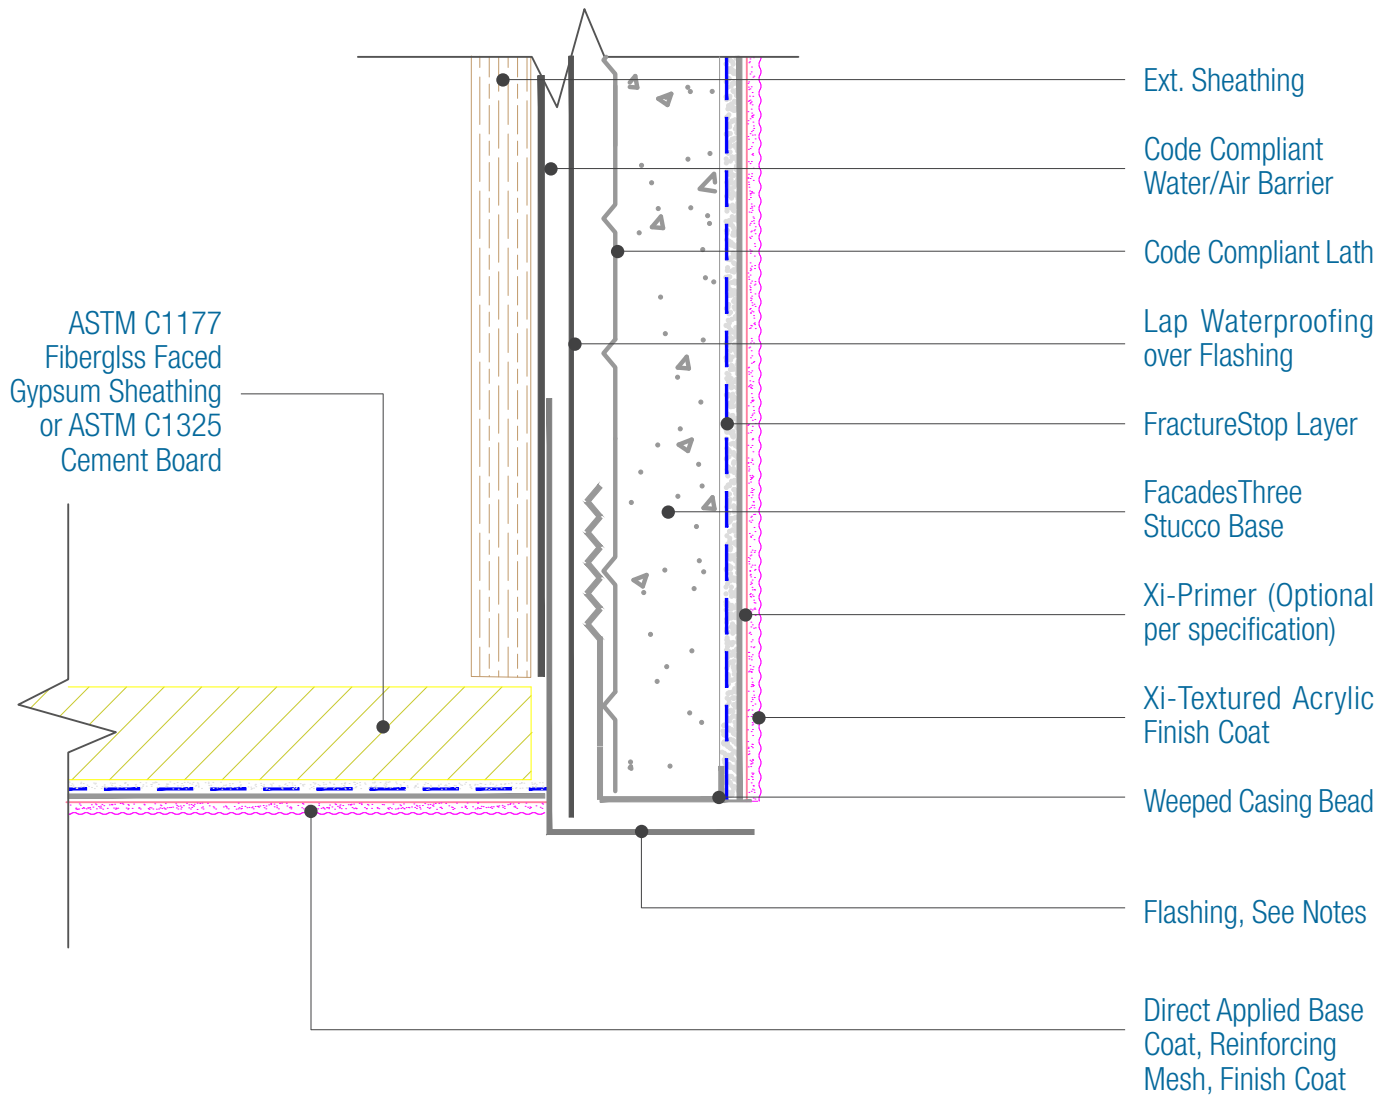 Ext. Sheathing
Code Compliant
Water/Air Barrier
Code Compliant Lath
Lap Waterproofing
over Flashing
FractureStop Layer
FacadesThree
Stucco Base
Xi-Primer (Optional
per specification)
Xi-Textured Acrylic
Finish Coat
Weeped Casing Bead
Flashing, See Notes
Direct Applied Base
Coat, Reinforcing
Mesh, Finish Coat
ASTM C1177
Fiberglss Faced
Gypsum Sheathing
or ASTM C1325
Cement Board